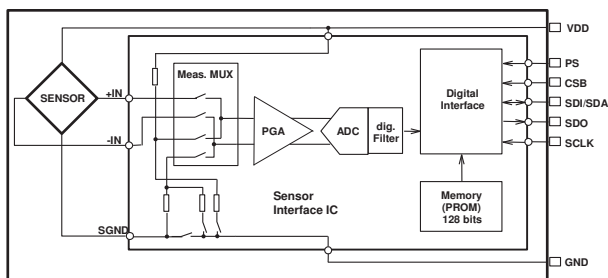 VDD
Meas. MUX
PS
+IN
CSB
SENSOR
Digital
Interface
SDI/SDA
PGA
ADC
dig.
Filter
SDO
-IN
SCLK
Sensor
Interface IC
Memory
(PROM)
128 bits
SGND
GND